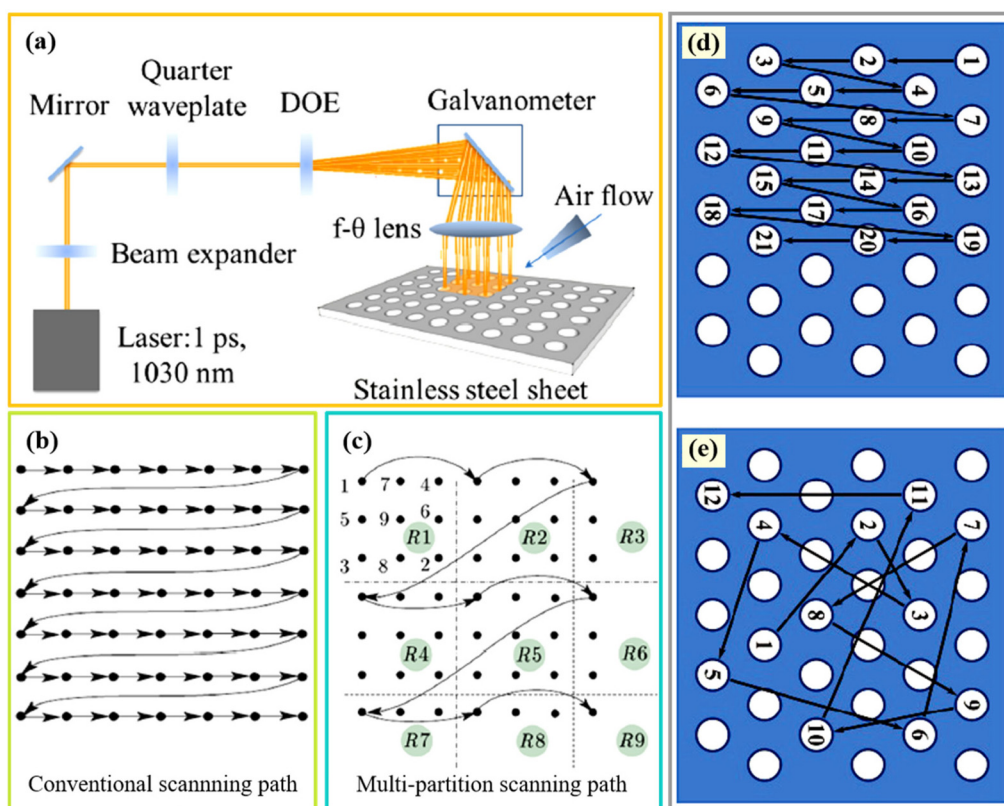 (a)
Mirror
Quarter
waveplate
DOE
Galvanometer
Air flow
f-θ lens
Beam expander
Laser:1 ps,
1030 nm
Stainless steel sheet
(b)
Conventional scannning path
(c)
1 7 4
5 9 6
R1 R2 R3
3 8 2
R4 R5 R6
R7 R8 R9
Multi-partition scanning path
(d)
3 2 1
6 5 4
9 8 7
12 11 10
15 14 13
18 17 16
21 20 19
(e)
12 11
4 2 7
8 3
1
5 9
10 6